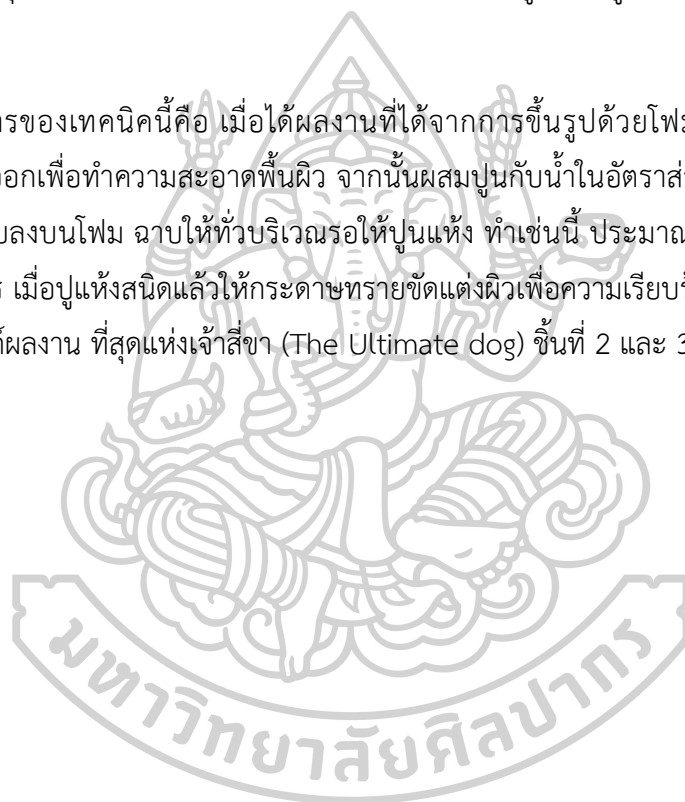 ารของเทคนิคนี้คือ เมื่อได้ผลงานที่ได้จากการขึ้นรูปด้วยโฟม
ออกเพื่อทำความสะอาดพื้นผิว จากนั้นผสมปูนกับน้ำในอัตราส่
บลงบนโฟม ฉาบให้ทั่วบริเวณรอให้ปูนแห้ง ทำเช่นนี้ ประมาณ
ร เมื่อปูแห้งสนิดแล้วให้กระดาษทรายขัดแต่งผิวเพื่อความเรียบร้
์ผลงาน ที่สุดแห่งเจ้าสี่ขา (The Ultimate dog) ชิ้นที่ 2 และ 3
มหาวิทยาลัยศิลปากร